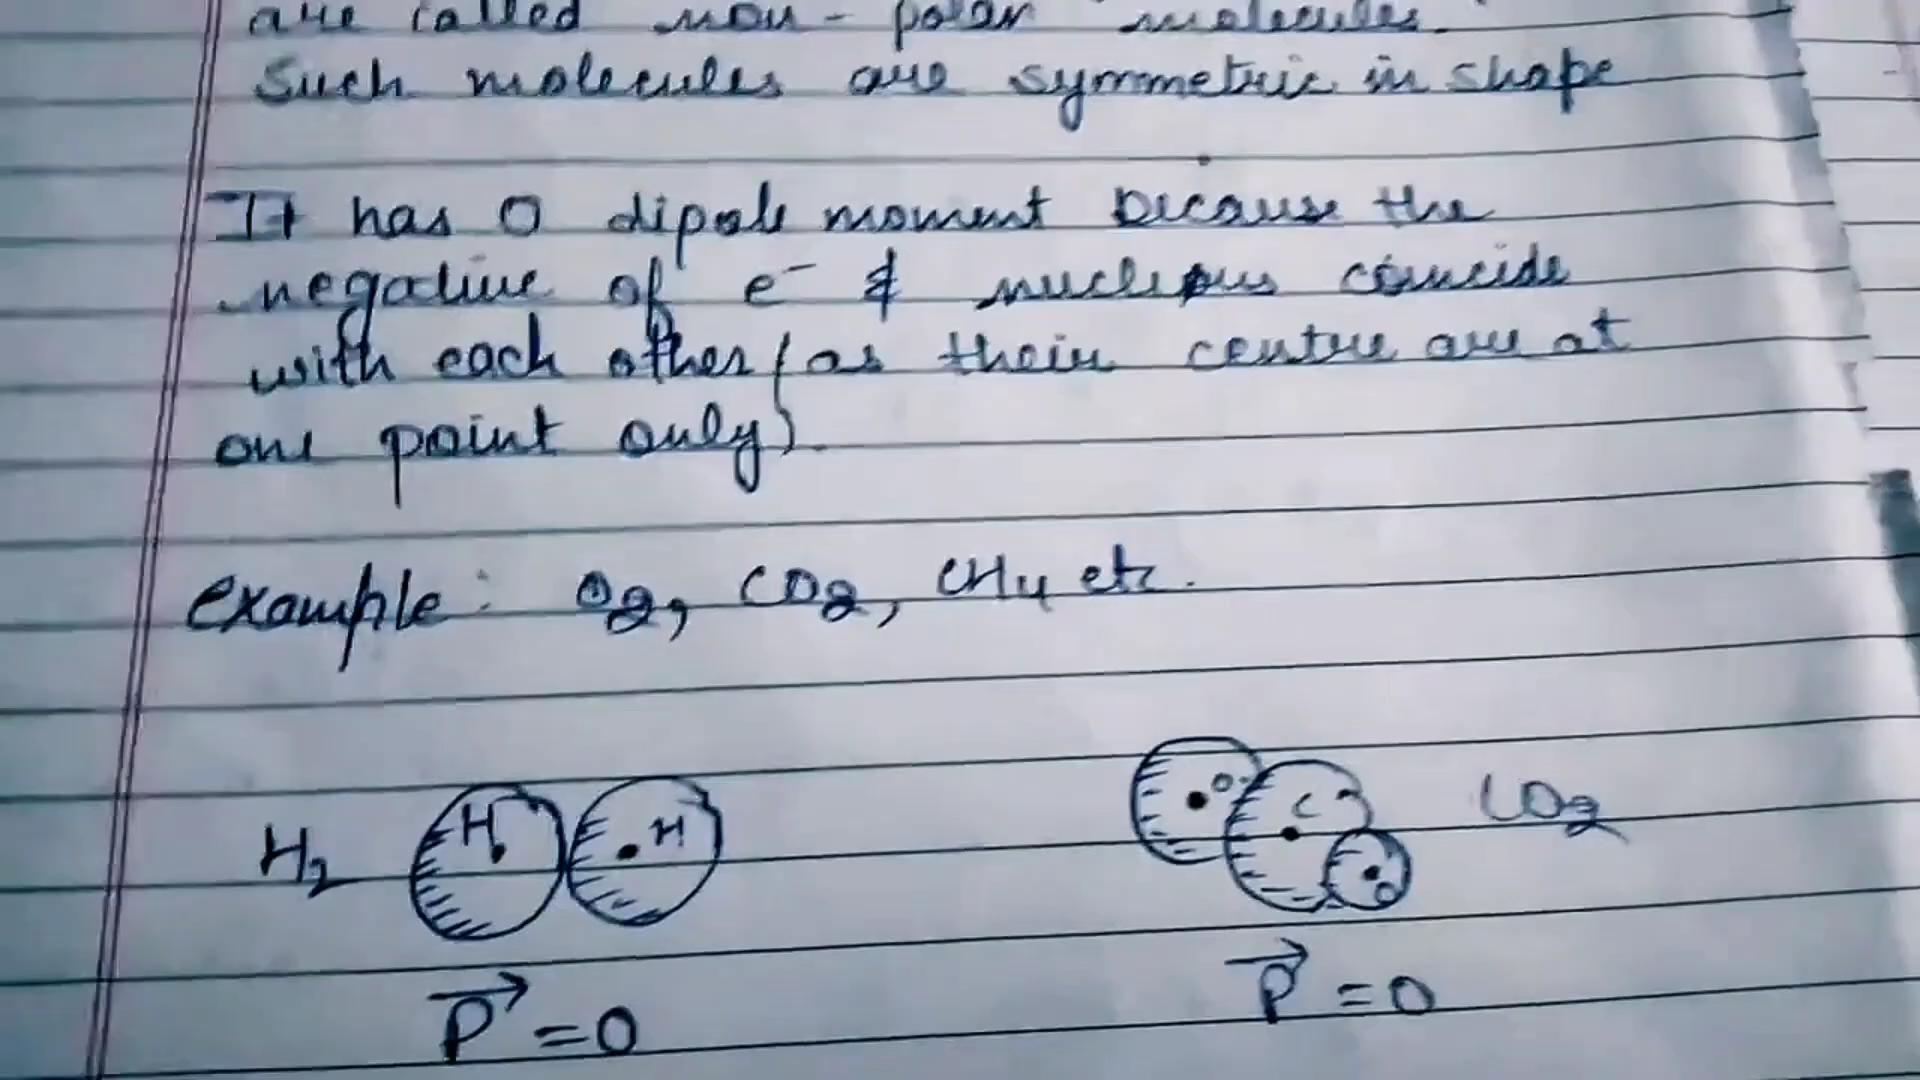 are called non-polar molecules.
Such molecules are symmetric in shape
It has 0 dipole moment because the
negative of e⁻ & nucleus coincide
with each other (as their centre are at
one point only)
example: O2, CO2, CH4 etc.
H2 H H
O C O CO2
P⃗ = 0
P⃗ = 0